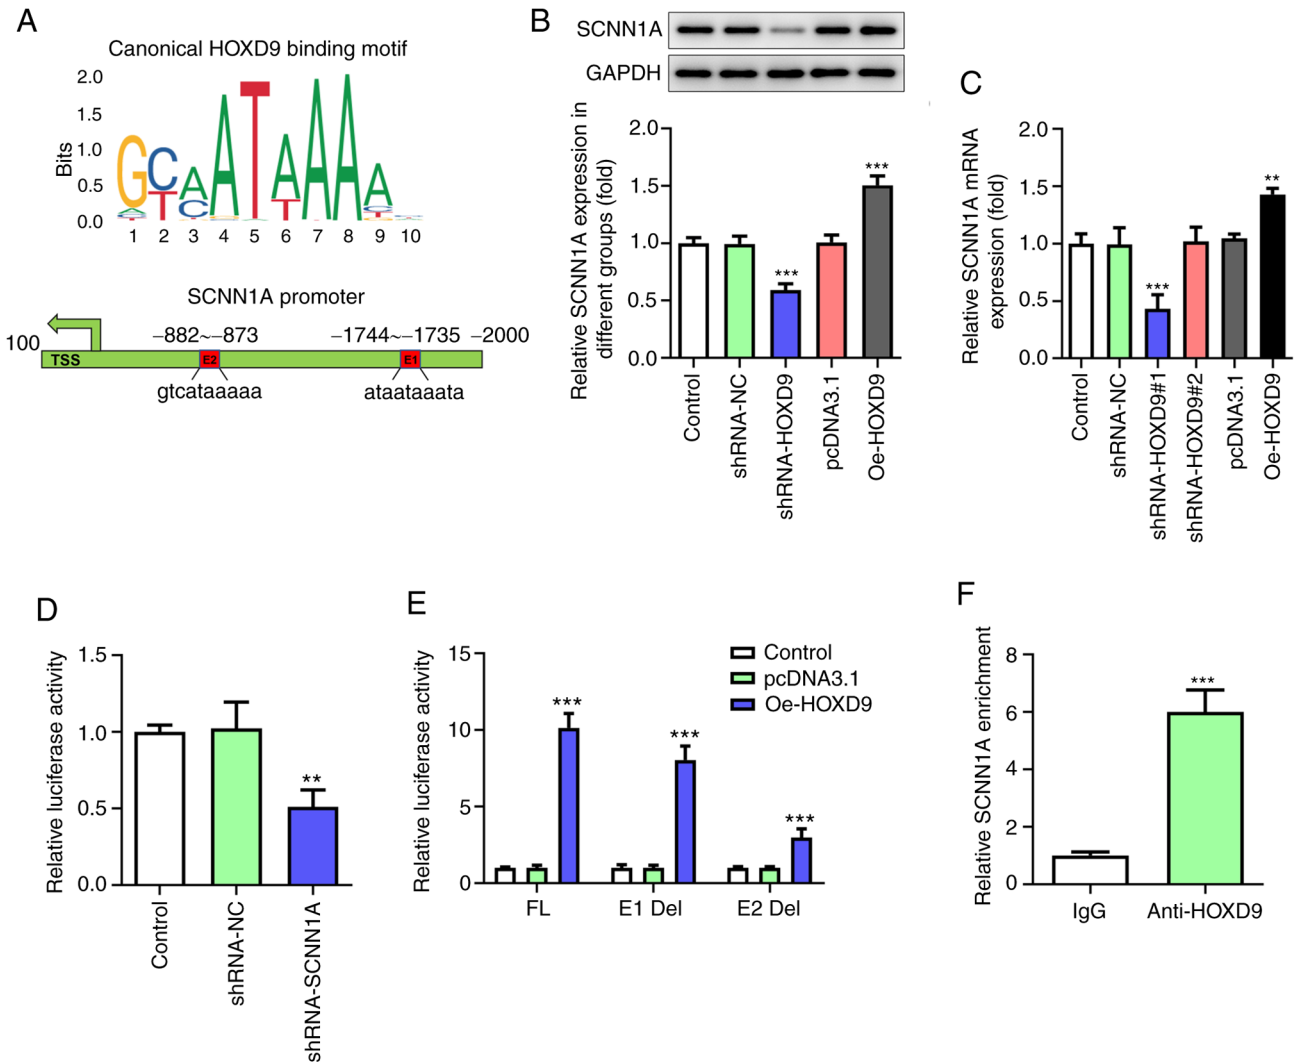 A
Canonical HOXD9 binding motif
Bits
2.0
1.5
1.0
0.5
0.0
1 2 3 4 5 6 7 8 9 10
SCNN1A promoter
100
TSS
−882~−873
−1744~−1735
−2000
E2
E1
gtcataaaaa
ataataaata
B
SCNN1A
GAPDH
Relative SCNN1A expression in
different groups (fold)
2.0
1.5
1.0
0.5
0.0
***
***
Control
shRNA-NC
shRNA-HOXD9
pcDNA3.1
Oe-HOXD9
C
Relative SCNN1A mRNA
expression (fold)
2.0
1.5
1.0
0.5
0.0
***
**
Control
shRNA-NC
shRNA-HOXD9#1
shRNA-HOXD9#2
pcDNA3.1
Oe-HOXD9
D
Relative luciferase activity
1.5
1.0
0.5
0.0
**
Control
shRNA-NC
shRNA-SCNN1A
E
Relative luciferase activity
15
10
5
0
***
***
***
Control
pcDNA3.1
Oe-HOXD9
FL
E1 Del
E2 Del
F
Relative SCNN1A enrichment
8
6
4
2
0
***
IgG
Anti-HOXD9